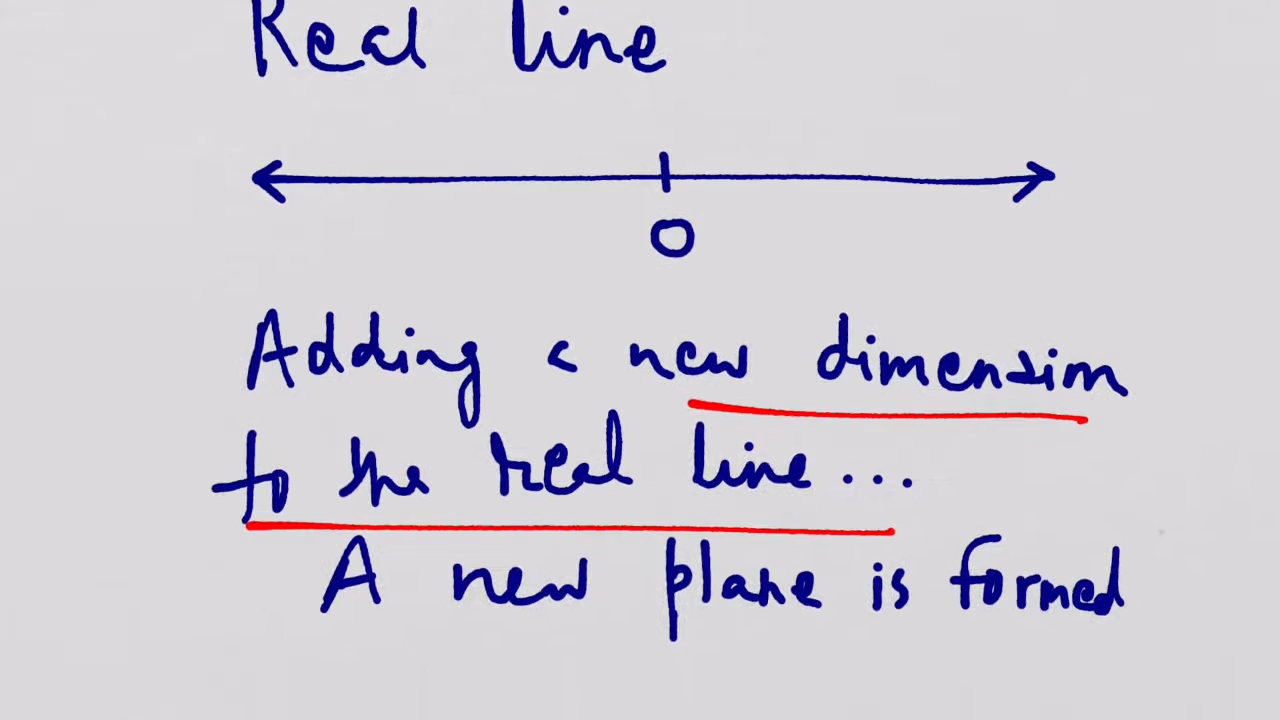 Real line
0
Adding a new dimension
to the real line...
A new plane is formed